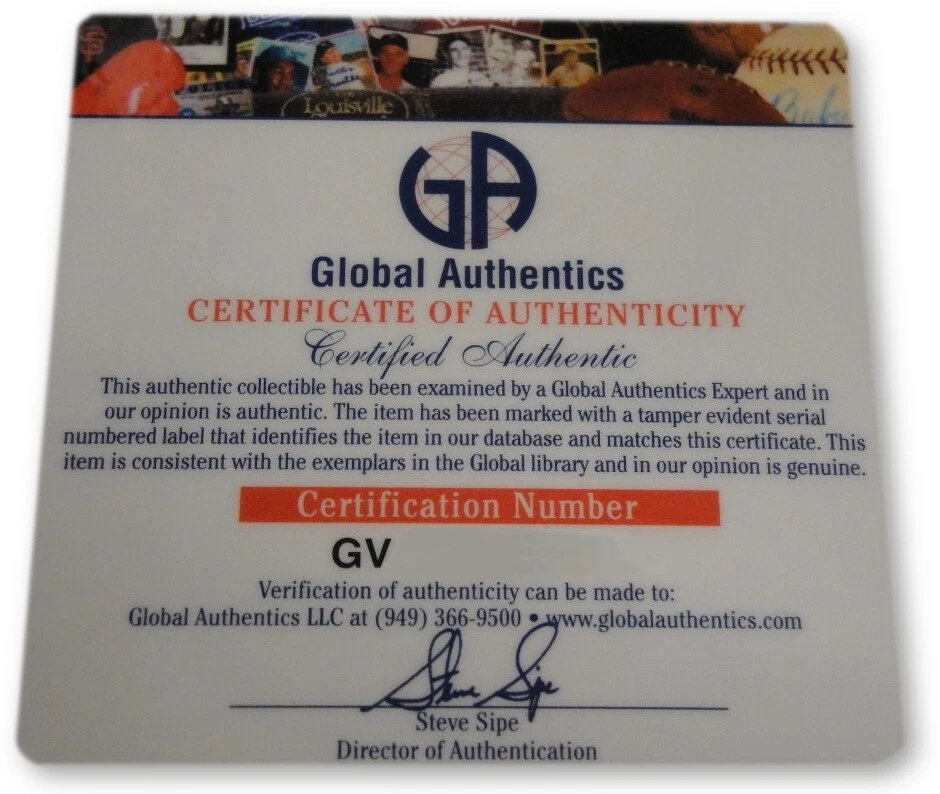 Louisville
GA
Global Authentics
CERTIFICATE OF AUTHENTICITY
Certified Authentic
This authentic collectible has been examined by a Global Authentics Expert and in
our opinion is authentic. The item has been marked with a tamper evident serial
numbered label that identifies the item in our database and matches this certificate. This
item is consistent with the exemplars in the Global library and in our opinion is genuine.
Certification Number
GV
Verification of authenticity can be made to:
Global Authentics LLC at (949) 366-9500 • www.globalauthentics.com
Steve Sipe
Steve Sipe
Director of Authentication